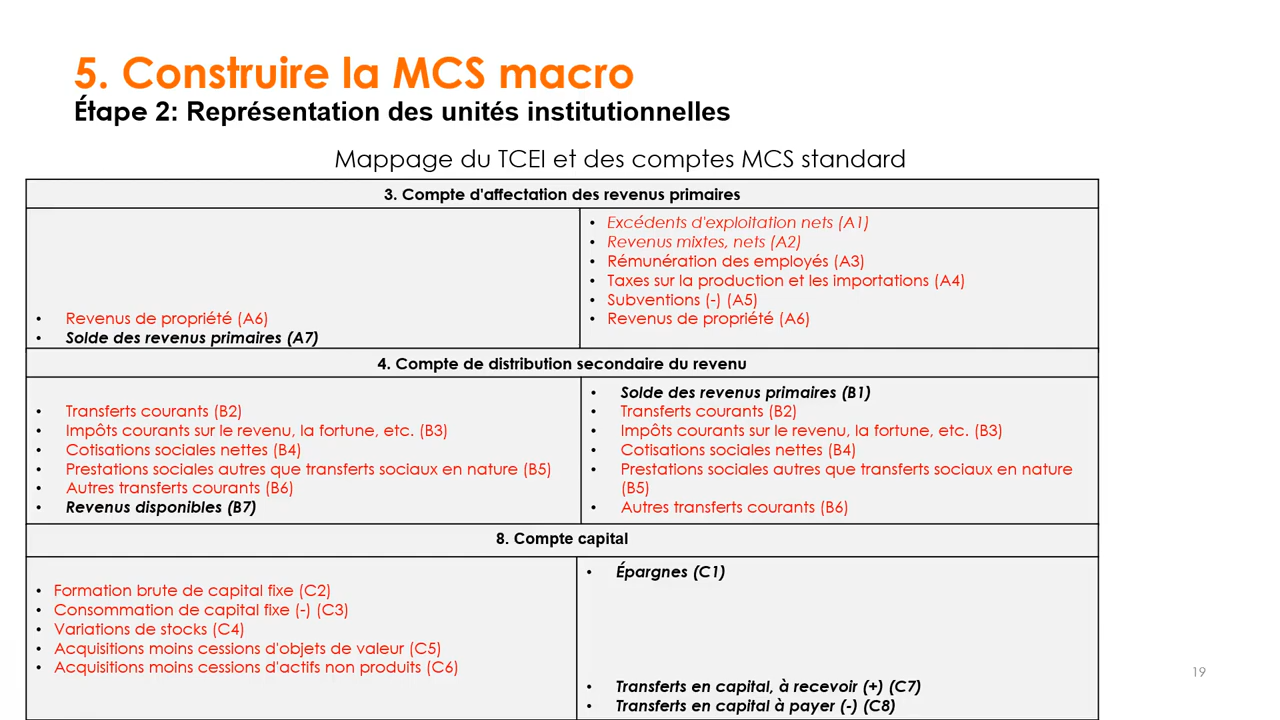 5. Construire la MCS macro
Étape 2: Représentation des unités institutionnelles
Mappage du TCEI et des comptes MCS standard
3. Compte d'affectation des revenus primaires
• Revenus de propriété (A6)
• Solde des revenus primaires (A7)
• Excédents d'exploitation nets (A1)
• Revenus mixtes, nets (A2)
• Rémunération des employés (A3)
• Taxes sur la production et les importations (A4)
• Subventions (-) (A5)
• Revenus de propriété (A6)
4. Compte de distribution secondaire du revenu
• Transferts courants (B2)
• Impôts courants sur le revenu, la fortune, etc. (B3)
• Cotisations sociales nettes (B4)
• Prestations sociales autres que transferts sociaux en nature (B5)
• Autres transferts courants (B6)
• Revenus disponibles (B7)
• Solde des revenus primaires (B1)
• Transferts courants (B2)
• Impôts courants sur le revenu, la fortune, etc. (B3)
• Cotisations sociales nettes (B4)
• Prestations sociales autres que transferts sociaux en nature
(B5)
• Autres transferts courants (B6)
8. Compte capital
• Formation brute de capital fixe (C2)
• Consommation de capital fixe (-) (C3)
• Variations de stocks (C4)
• Acquisitions moins cessions d'objets de valeur (C5)
• Acquisitions moins cessions d'actifs non produits (C6)
• Épargnes (C1)
• Transferts en capital, à recevoir (+) (C7)
• Transferts en capital à payer (-) (C8)
19